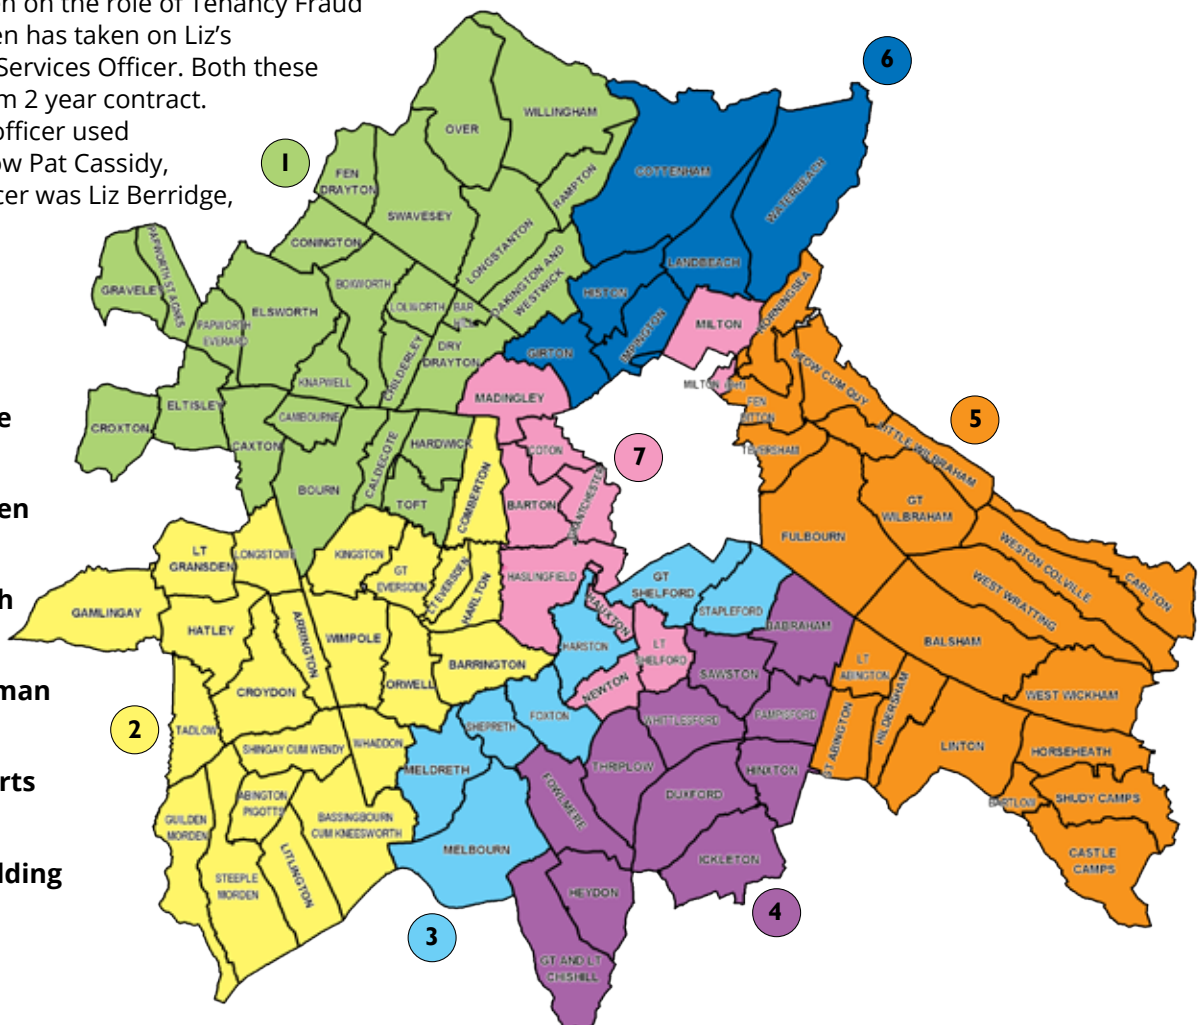 en on the role of Tenancy Fraud
en has taken on Liz's
Services Officer. Both these
m 2 year contract.
officer used
ow Pat Cassidy,
cer was Liz Berridge,
e
en
h
man
rts
lding
6
WILLINGHAM
OVER
1
FEN
DRAYTON
RAMPTON
COTTENHAM
WATERBEACH
SWAVESEY
CONINGTON
LONGSTANTON
OAKINGTON AND
WESTWICK
LANDBEACH
PAPWORTH ST AGNES
GRAVELEY
BOXWORTH
ELSWORTH
LOLWORTH
BAR
HILL
HISTON
IMPINGTON
HORNINGSEA
MILTON
PAPWORTH
EVERARD
DRY
DRAYTON
GIRTON
CHILDERLEY
KNAPWELL
MADINGLEY
STOW CUM QUY
FEN
DITTON
ELTISLEY
CROXTON
CAMBOURNE
CAXTON
CALDECOTE
HARDWICK
COTON
7
5
TEVERSHAM
LITTLE WILBRAHAM
BOURN
TOFT
COMBERTON
BARTON
GRANTCHESTER
GT
WILBRAHAM
FULBOURN
LT
GRANSDEN
LONGSTOWE
KINGSTON
GT
EVERSDEN
LT EVERSDEN
HARLTON
HASLINGFIELD
GT
SHELFORD
STAPLEFORD
WESTON COLVILLE
WEST WRATTING
CARLTON
GAMLINGAY
HATLEY
ARRINGTON
WIMPOLE
HAUXTON
HARSTON
LT
SHELFORD
BABRAHAM
BALSHAM
BARRINGTON
ORWELL
CROYDON
NEWTON
SAWSTON
LT
ABINGTON
HILDERSHAM
WEST WICKHAM
2
TADLOW
SHINGAY CUM WENDY
WHADDON
SHEPRETH
FOXTON
WHITTLESFORD
PAMPISFORD
GT ABINGTON
LINTON
HORSEHEATH
MELDRETH
THRIPLOW
HINXTON
DUXFORD
FOWLMERE
BARTLOW
SHUDY CAMPS
ABINGTON
PIGOTTS
GUILDEN
MORDEN
BASSINGBOURN
CUM KNEESWORTH
MELBOURN
ICKLETON
CASTLE
CAMPS
STEEPLE
MORDEN
LITLINGTON
HEYDON
3
4
GT AND LT
CHISHILL